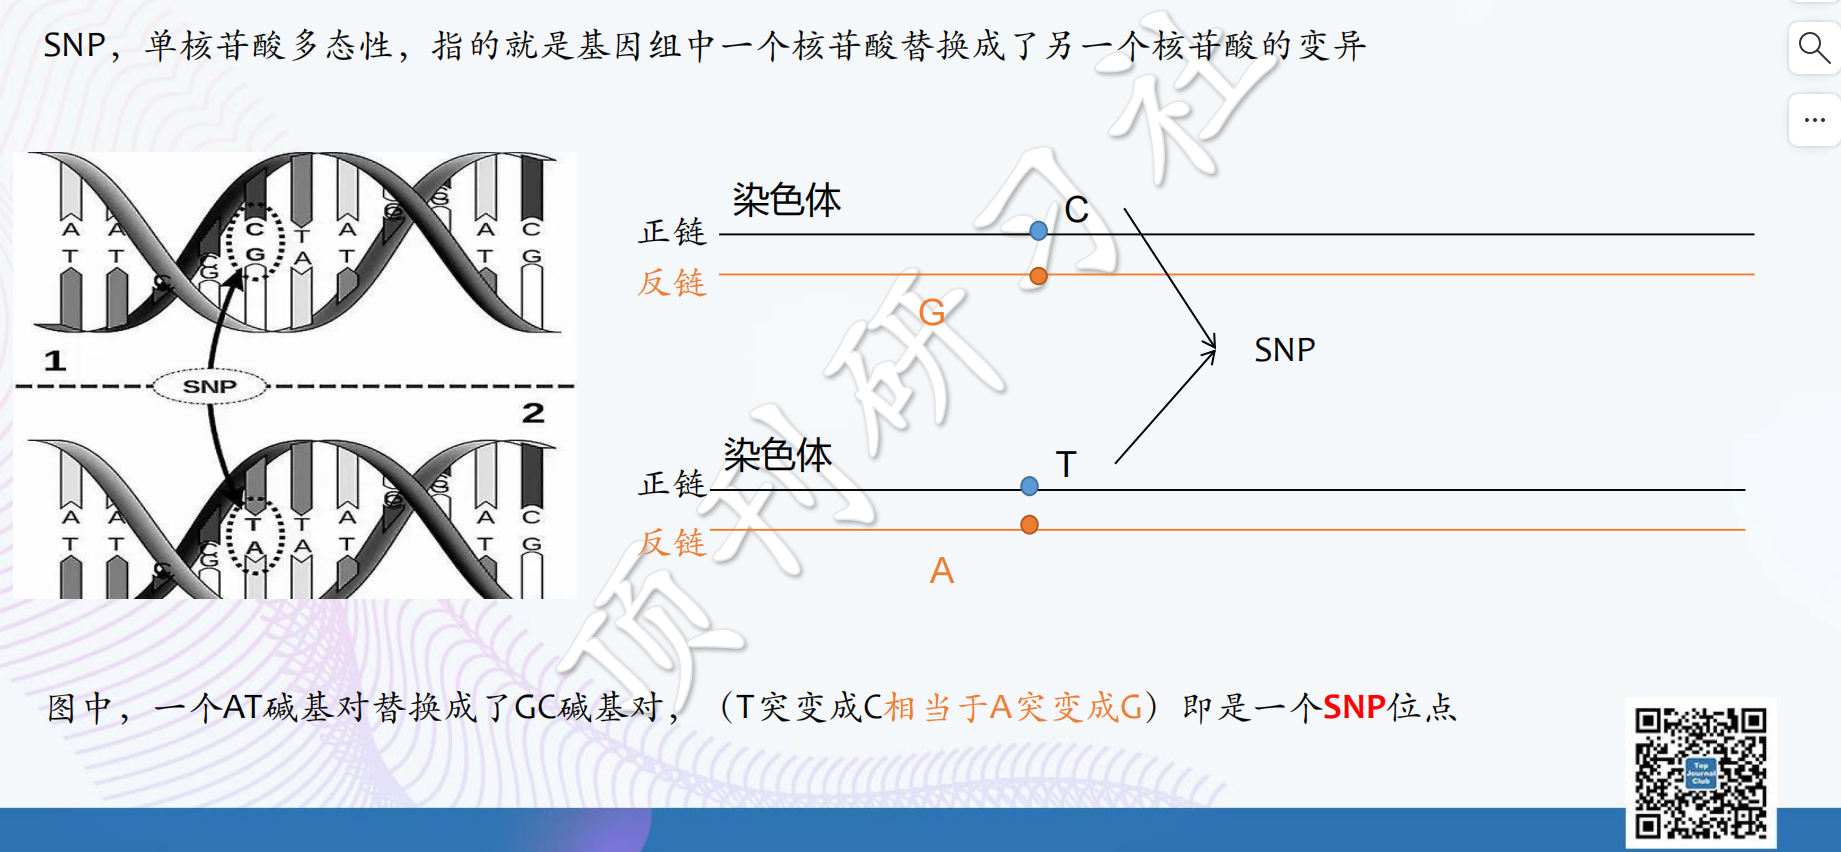 SNP，单核苷酸多态性，指的就是基因组中一个核苷酸替换成了另一个核苷酸的变异
A A C T A G A C
T T C G G A T T G
1
SNP
2
A A T T A G A C
T T C G A A T T G
染色体
正链
C
反链
G
SNP
染色体
正链
T
反链
A
图中，一个AT碱基对替换成了GC碱基对，（T突变成C相当于A突变成G）即是一个SNP位点
顶刊研习社
Top
Journal
Club